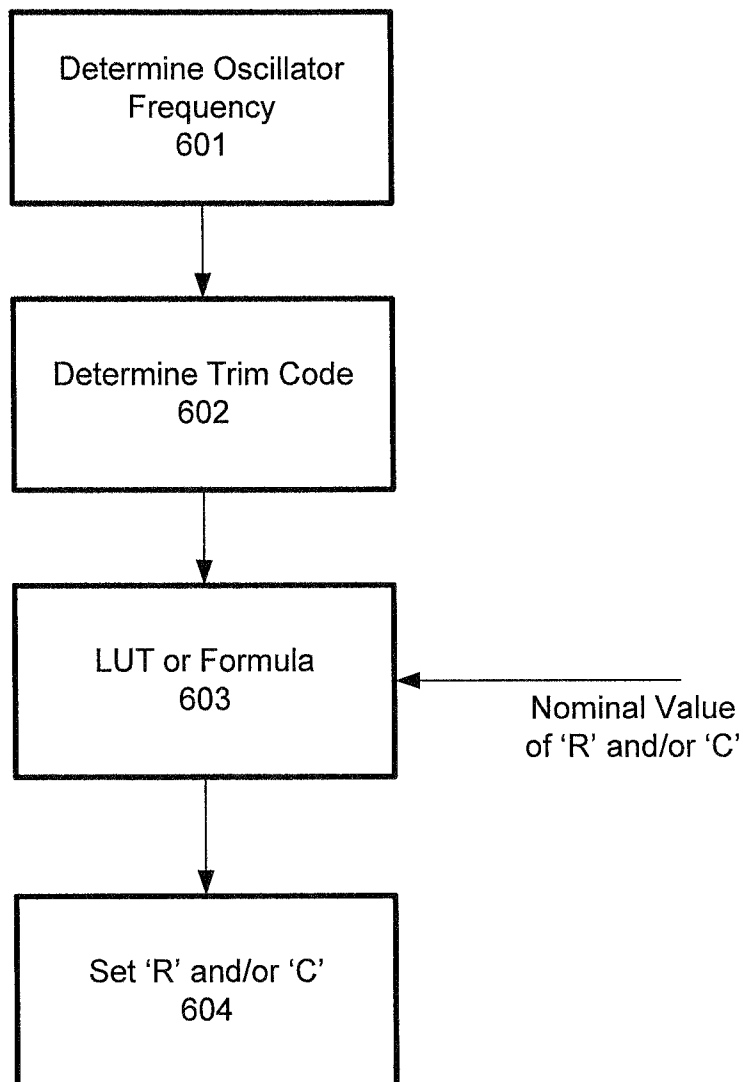 Determine Oscillator
Frequency
601
Determine Trim Code
602
LUT or Formula
603
Nominal Value
of ‘R’ and/or ‘C’
Set ‘R’ and/or ‘C’
604